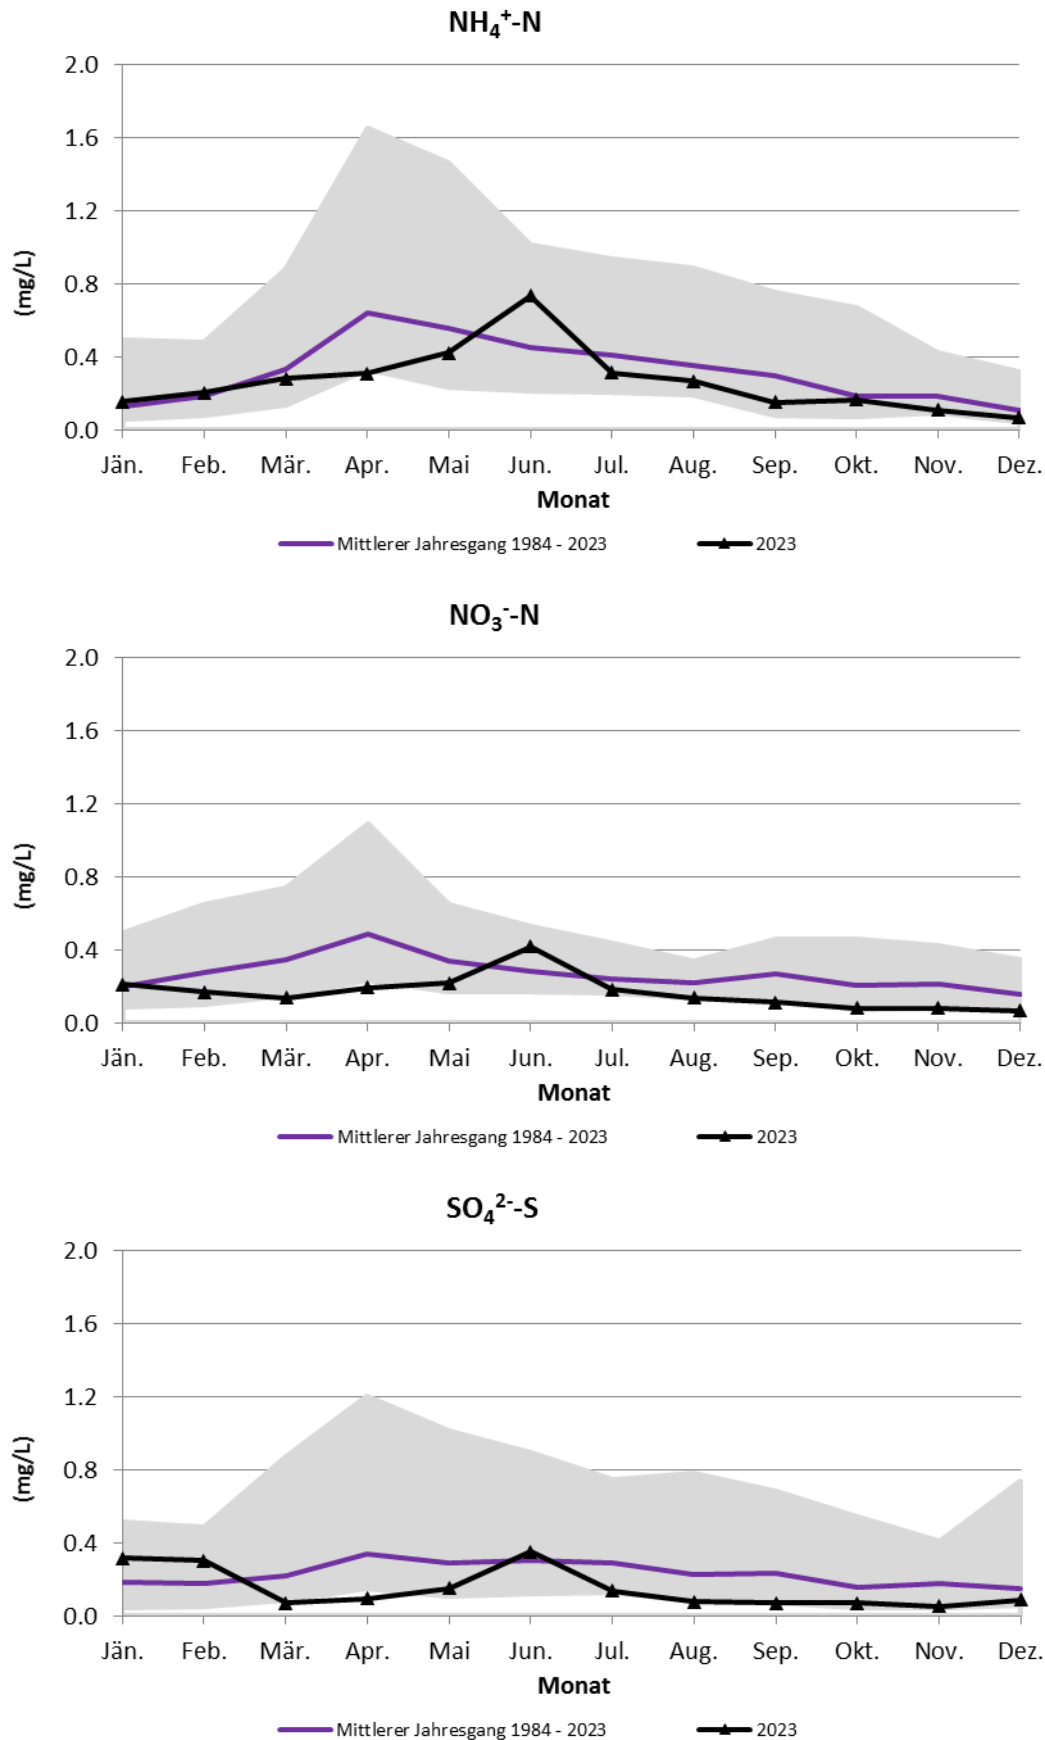 NH₄⁺-N
2.0
1.6
1.2
0.8
0.4
0.0
(mg/L)
Jän. Feb. Mär. Apr. Mai Jun. Jul. Aug. Sep. Okt. Nov. Dez.
Monat
Mittlerer Jahresgang 1984 - 2023 2023
NO₃⁻-N
2.0
1.6
1.2
0.8
0.4
0.0
(mg/L)
Jän. Feb. Mär. Apr. Mai Jun. Jul. Aug. Sep. Okt. Nov. Dez.
Monat
Mittlerer Jahresgang 1984 - 2023 2023
SO₄²⁻-S
2.0
1.6
1.2
0.8
0.4
0.0
(mg/L)
Jän. Feb. Mär. Apr. Mai Jun. Jul. Aug. Sep. Okt. Nov. Dez.
Monat
Mittlerer Jahresgang 1984 - 2023 2023